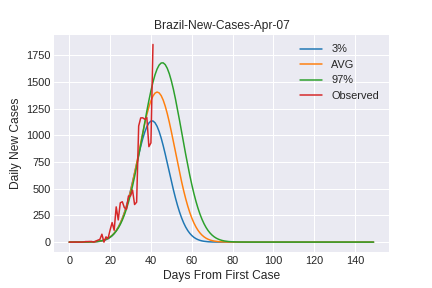 Brazil-New-Cases-Apr-07
Daily New Cases
1750
1500
1250
1000
750
500
250
0
3%
AVG
97%
Observed
0 20 40 60 80 100 120 140
Days From First Case